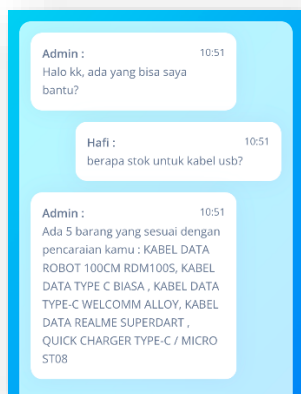 Admin : 10:51
Halo kk, ada yang bisa saya
bantu?
Hafi : 10:51
berapa stok untuk kabel usb?
Admin : 10:51
Ada 5 barang yang sesuai dengan
pencaraian kamu : KABEL DATA
ROBOT 100CM RDM100S, KABEL
DATA TYPE C BIASA , KABEL DATA
TYPE-C WELCOMM ALLOY, KABEL
DATA REALME SUPERDART ,
QUICK CHARGER TYPE-C / MICRO
ST08